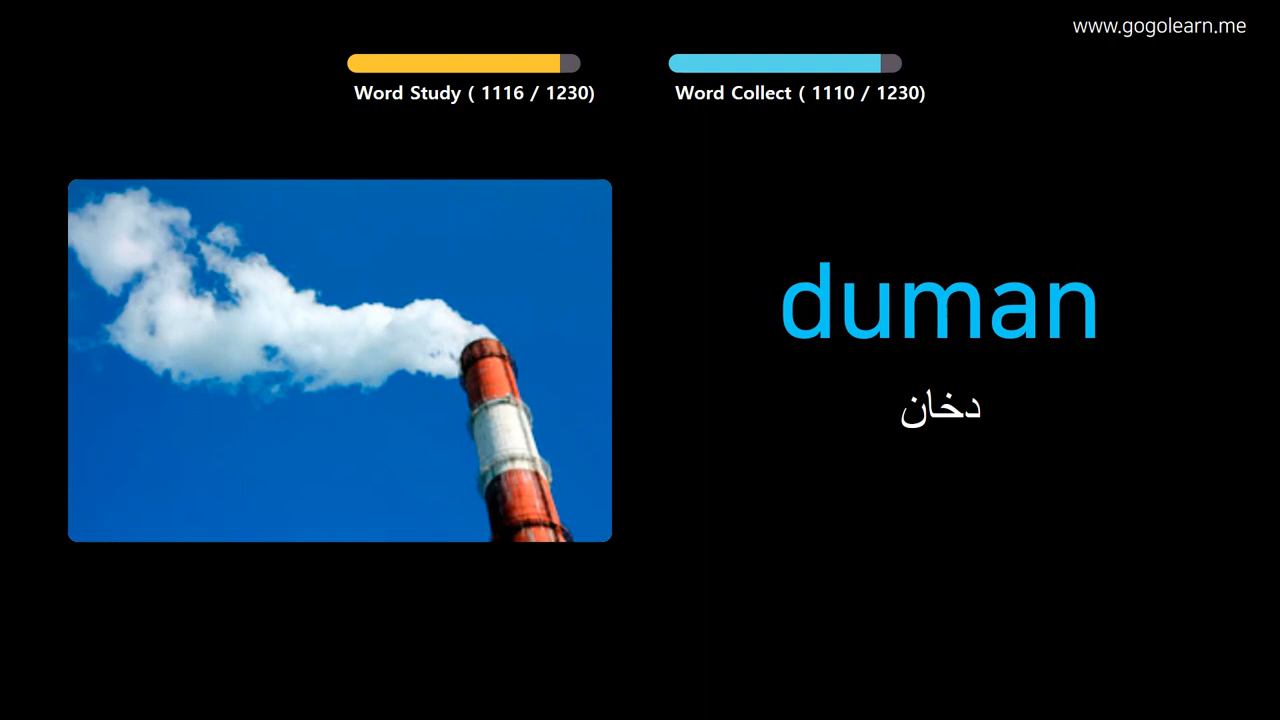 www.gogolearn.me
Word Study ( 1116 / 1230)
Word Collect ( 1110 / 1230)
duman
دخان